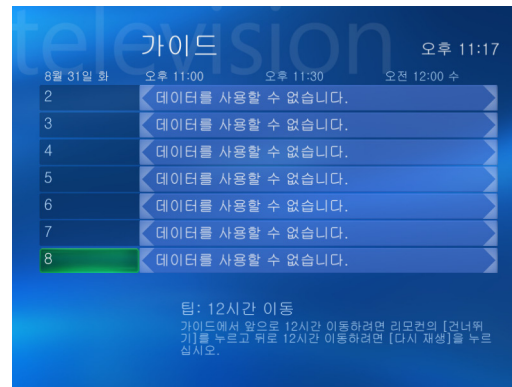 television
가이드
오후 11:17
8월 31일 화 오후 11:00 오후 11:30 오전 12:00 수
2 데이터를 사용할 수 없습니다.
3 데이터를 사용할 수 없습니다.
4 데이터를 사용할 수 없습니다.
5 데이터를 사용할 수 없습니다.
6 데이터를 사용할 수 없습니다.
7 데이터를 사용할 수 없습니다.
8 데이터를 사용할 수 없습니다.
팁: 12시간 이동
가이드에서 앞으로 12시간 이동하려면 리모컨의 [건너뛰
기]를 누르고 뒤로 12시간 이동하려면 [다시 재생]을 누르
십시오.